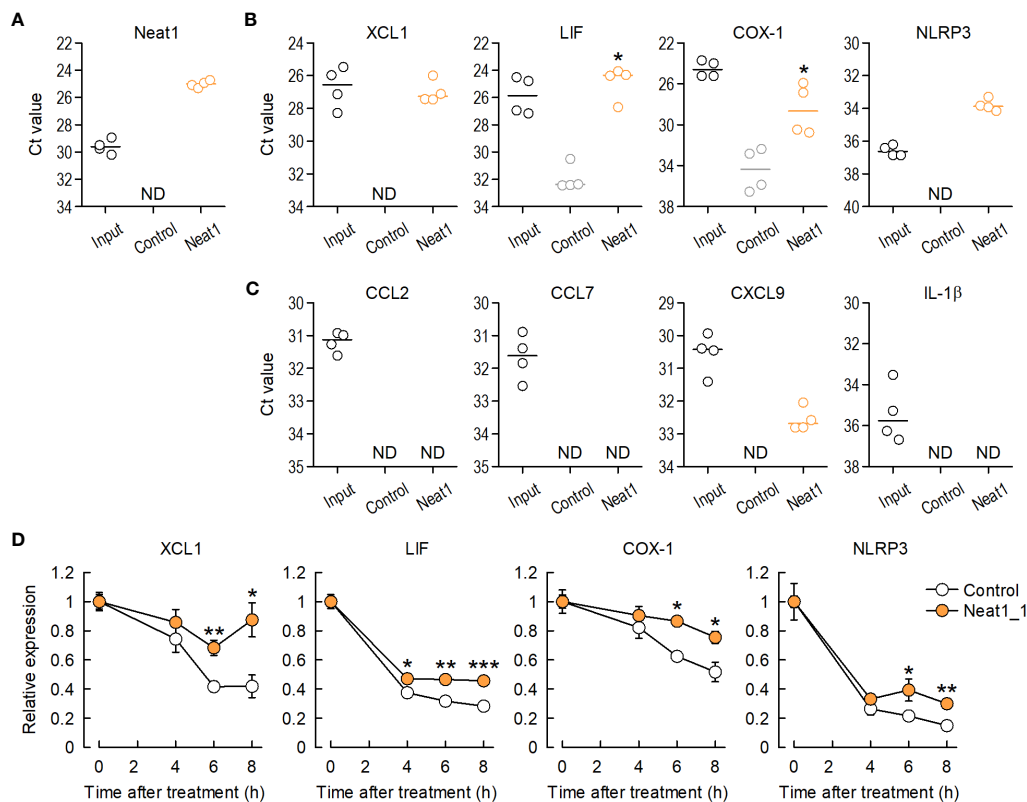 A
Neat1
Ct value
22
24
26
28
30
32
34
ND
Input
Control
Neat1
B
XCL1
22
24
26
28
30
32
34
ND
Input
Control
Neat1
LIF
22
24
26
28
30
32
34
*
Input
Control
Neat1
COX-1
22
26
30
34
38
*
Input
Control
Neat1
NLRP3
30
32
34
36
38
40
ND
Input
Control
Neat1
C
CCL2
Ct value
30
31
32
33
34
35
ND ND
Input
Control
Neat1
CCL7
30
31
32
33
34
35
ND ND
Input
Control
Neat1
CXCL9
29
30
31
32
33
34
ND
Input
Control
Neat1
IL-1β
30
32
34
36
38
ND ND
Input
Control
Neat1
D
XCL1
Relative expression
1.2
1
0.8
0.6
0.4
0.2
0
** *
0 2 4 6 8
Time after treatment (h)
LIF
1.2
1
0.8
0.6
0.4
0.2
0
* ** ***
0 2 4 6 8
Time after treatment (h)
COX-1
1.2
1
0.8
0.6
0.4
0.2
0
* *
0 2 4 6 8
Time after treatment (h)
NLRP3
1.2
1
0.8
0.6
0.4
0.2
0
* **
0 2 4 6 8
Time after treatment (h)
Control
Neat1_1